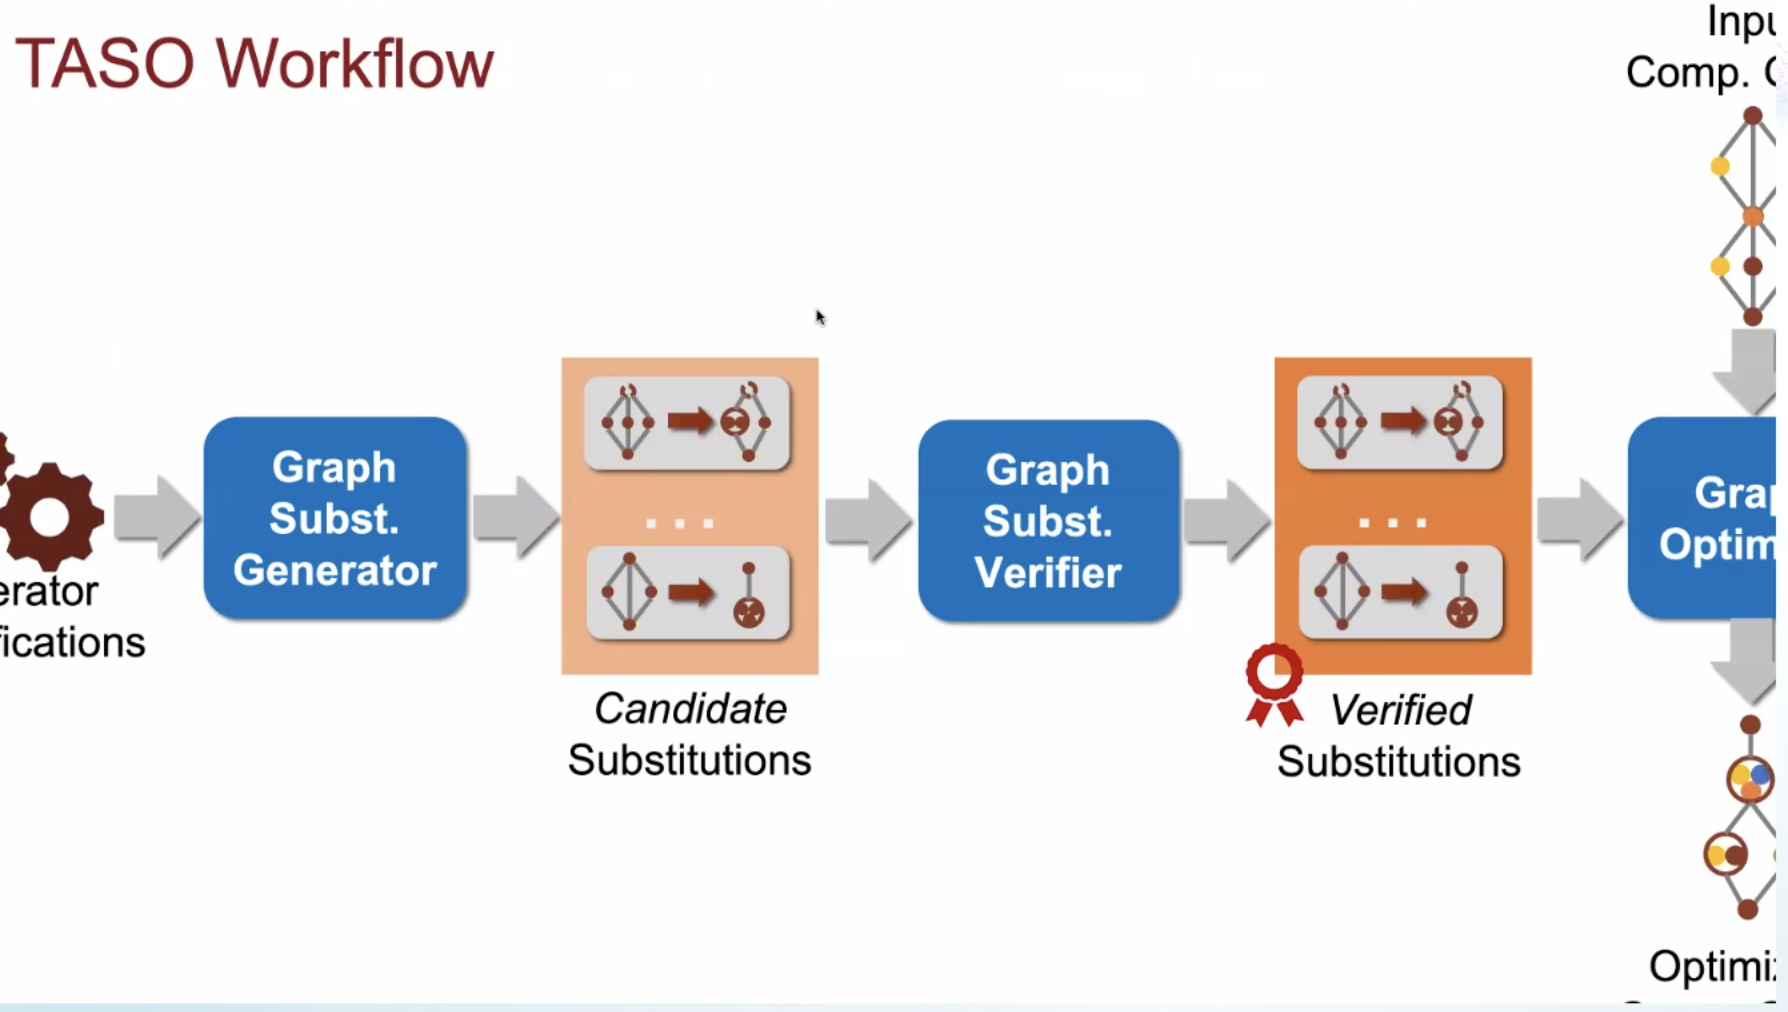 TASO Workflow
Inpu
Comp.
erator
fications
Graph
Subst.
Generator
Candidate
Substitutions
Graph
Subst.
Verifier
Verified
Substitutions
Grap
Optim
Optimi